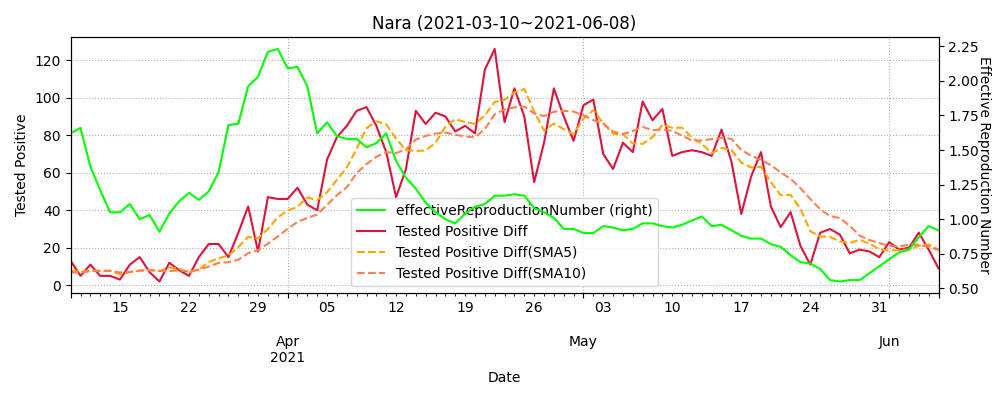 Nara (2021-03-10~2021-06-08)
120
100
80
60
40
20
0
Tested Positive
2.25
2.00
1.75
1.50
1.25
1.00
0.75
0.50
Effective Reproduction Number
effectiveReproductionNumber (right)
Tested Positive Diff
Tested Positive Diff(SMA5)
Tested Positive Diff(SMA10)
15 22 29 05 12 19 26 03 10 17 24 31
Apr May Jun
2021
Date